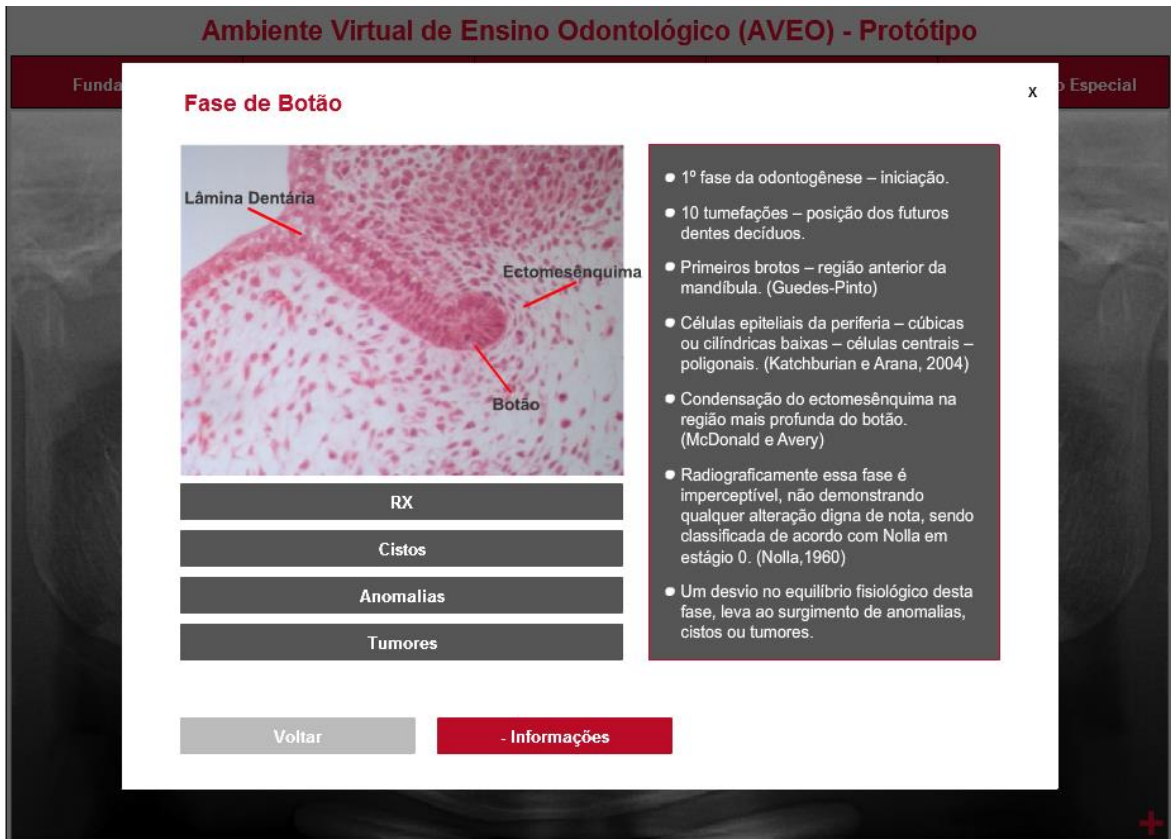 Ambiente Virtual de Ensino Odontológico (AVEO) - Protótipo
Funda
o Especial
X
Fase de Botão
Lâmina Dentária
Ectomesênquima
Botão
RX
Cistos
Anomalias
Tumores
1º fase da odontogênese – iniciação.
10 tumefações – posição dos futuros
dentes decíduos.
Primeiros brotos – região anterior da
mandíbula. (Guedes-Pinto)
Células epiteliais da periferia – cúbicas
ou cilíndricas baixas – células centrais –
poligonais. (Katchburian e Arana, 2004)
Condensação do ectomesênquima na
região mais profunda do botão.
(McDonald e Avery)
Radiograficamente essa fase é
imperceptível, não demonstrando
qualquer alteração digna de nota, sendo
classificada de acordo com Nolla em
estágio 0. (Nolla,1960)
Um desvio no equilíbrio fisiológico desta
fase, leva ao surgimento de anomalias,
cistos ou tumores.
Voltar
- Informações